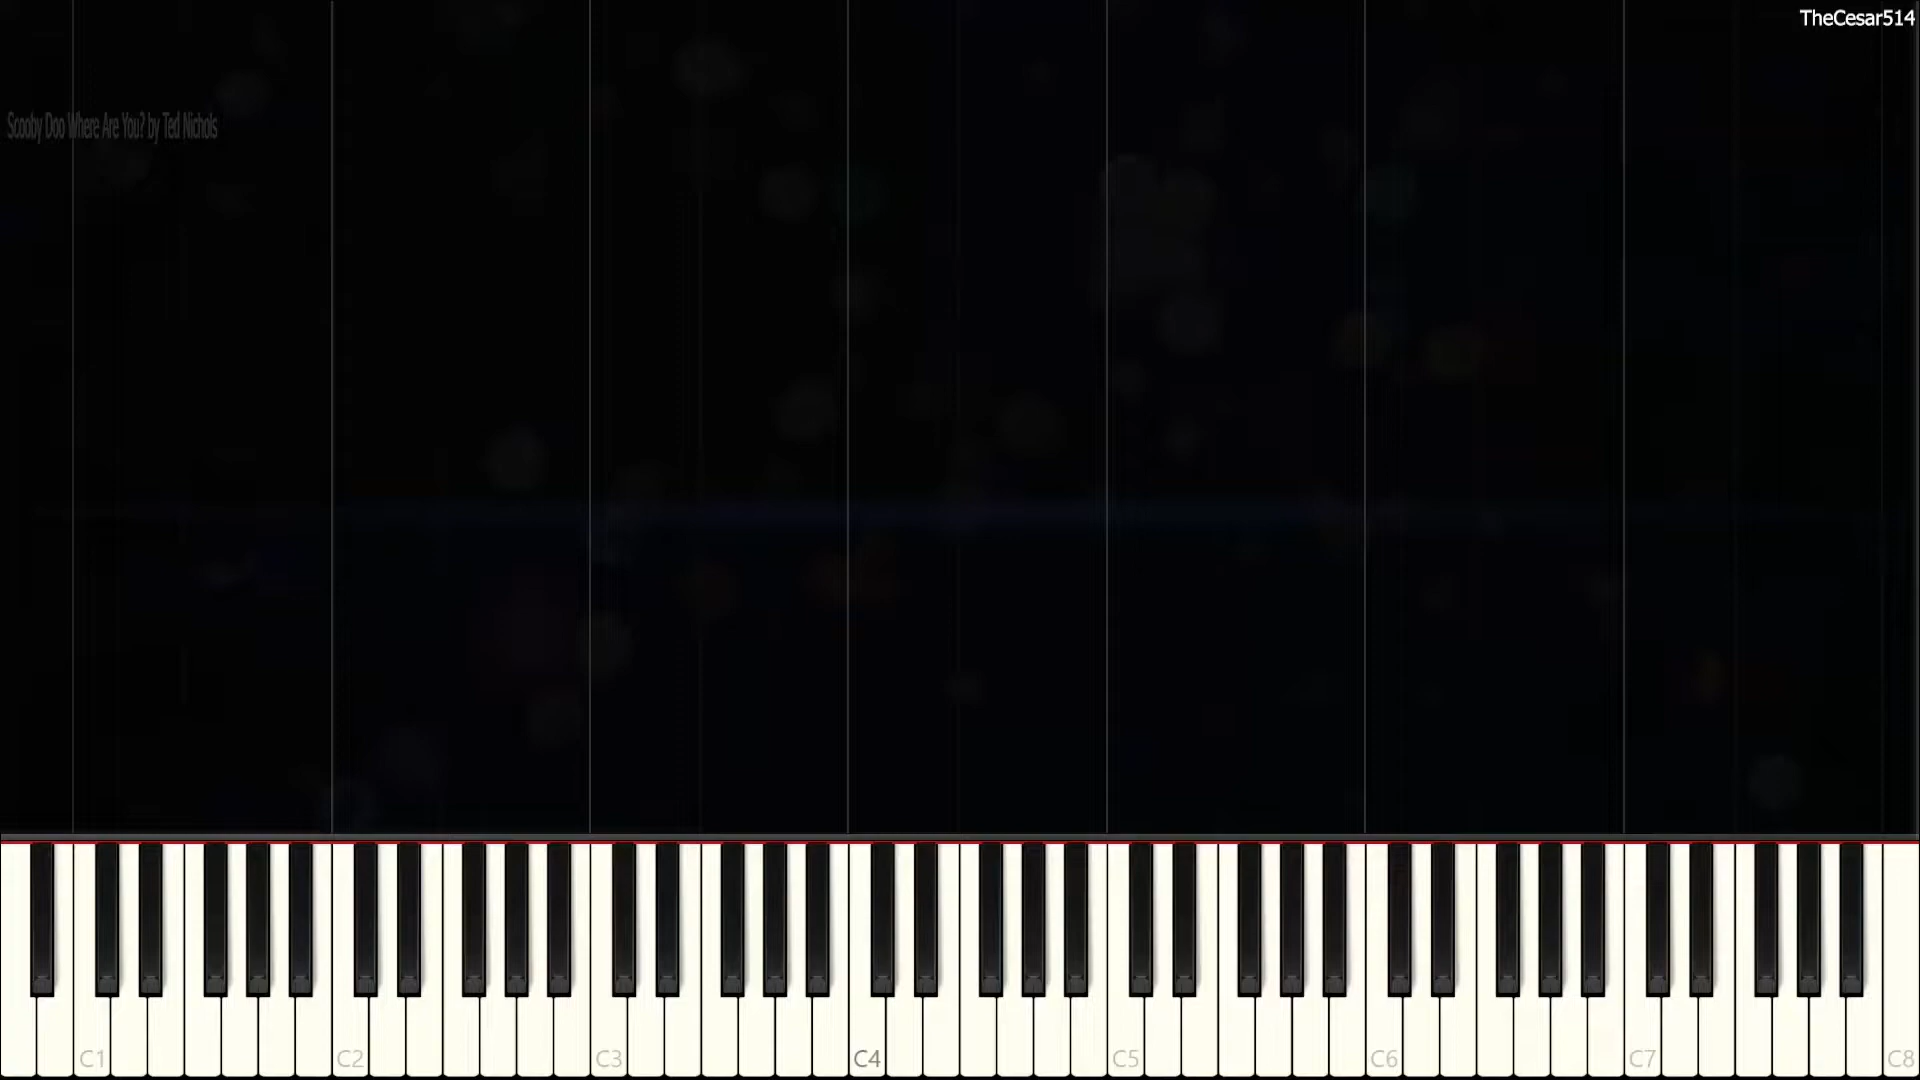 TheCesar514
Scooby Doo Where Are You? by Ted Nichols
C1 C2 C3 C4 C5 C6 C7 C8